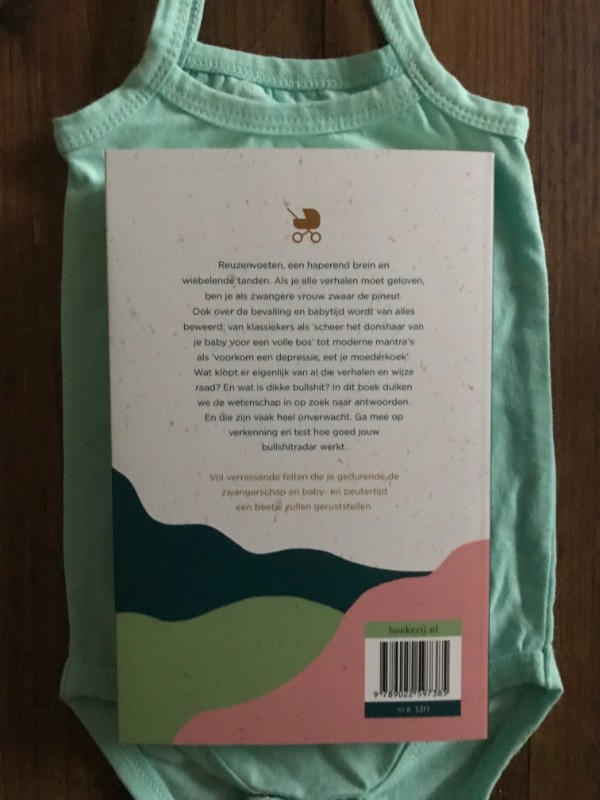 Reuzenvoeten, een haperend brein en
wiebelende tanden. Als je alle verhalen moet geloven,
ben je als zwangere vrouw zwaar de pineut.
Ook over de bevalling en babytijd wordt van alles
beweerd; van klassiekers als 'scheer het donshaar van
je baby voor een volle bos' tot moderne mantra's
als 'voorkom een depressie, eet je moederkoek'.
Wat klopt er eigenlijk van al die verhalen en wijze
raad? En wat is dikke bullshit? In dit boek duiken
we de wetenschap in op zoek naar antwoorden.
En die zijn vaak heel onverwacht. Ga mee op
verkenning en test hoe goed jouw
bullshitradar werkt.
Vol verrassende feiten die je gedurende de
zwangerschap en baby- en peutertijd
een beetje zullen geruststellen.
boekerij.nl
9 789022 597385
NUR 320